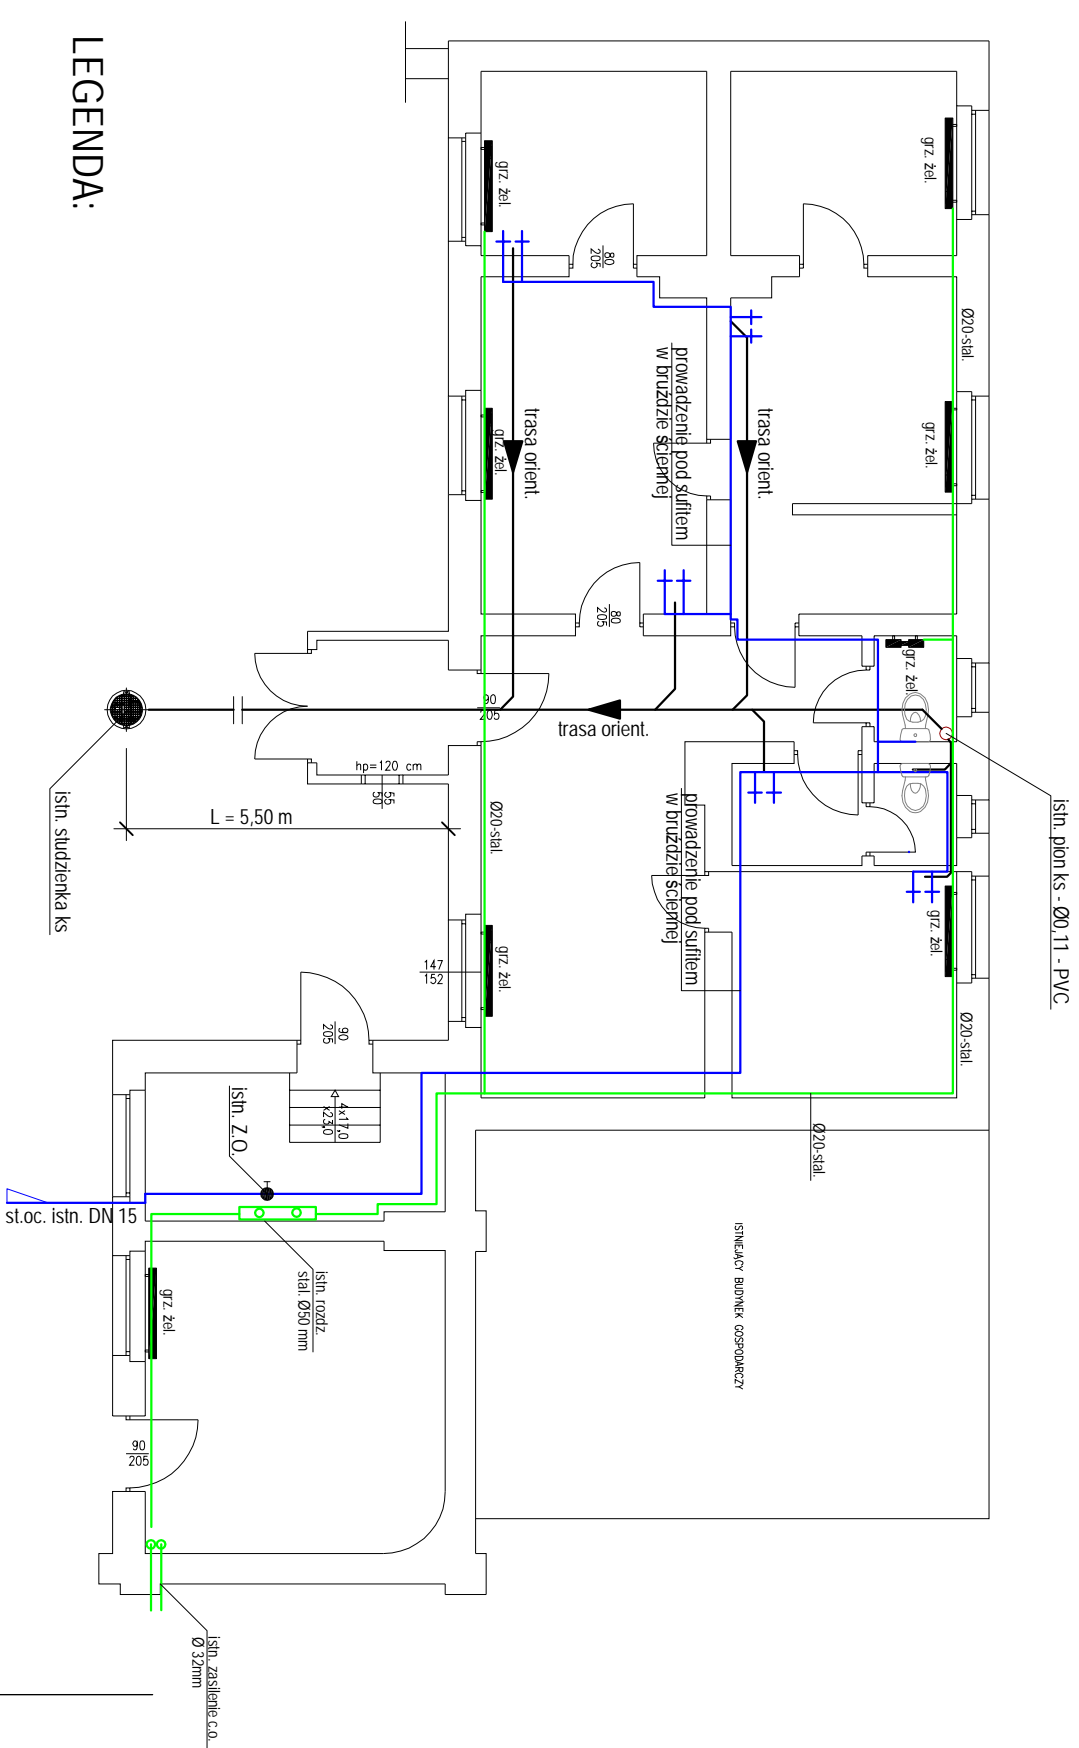 LEGENDA:
grz. żel.
grz. żel.
80
205
Ø20-stal.
prowadzenie pod sufitem
w bruździe ściennej
trasa orient.
trasa orient.
grz. żel.
grz. żel.
80
205
grz. żel.
90
205
trasa orient.
hp=120 cm
55
50
L = 5,50 m
Ø20-stal.
istn. studzienka ks
prowadzenie pod sufitem
w bruździe ściennej
istn. pion ks - Ø0,11 - PVC
grz. żel.
grz. żel.
147
152
90
205
Ø20-stal.
4x17,0
x23,0
istn. Z.O.
Ø20-stal.
st.oc. istn. DN 15
istn. rozdz.
stal. Ø50 mm
ISTNIEJĄCY BUDYNEK GOSPODARCZY
grz. żel.
90
205
istn. zasilenie c.o.
Ø 32mm